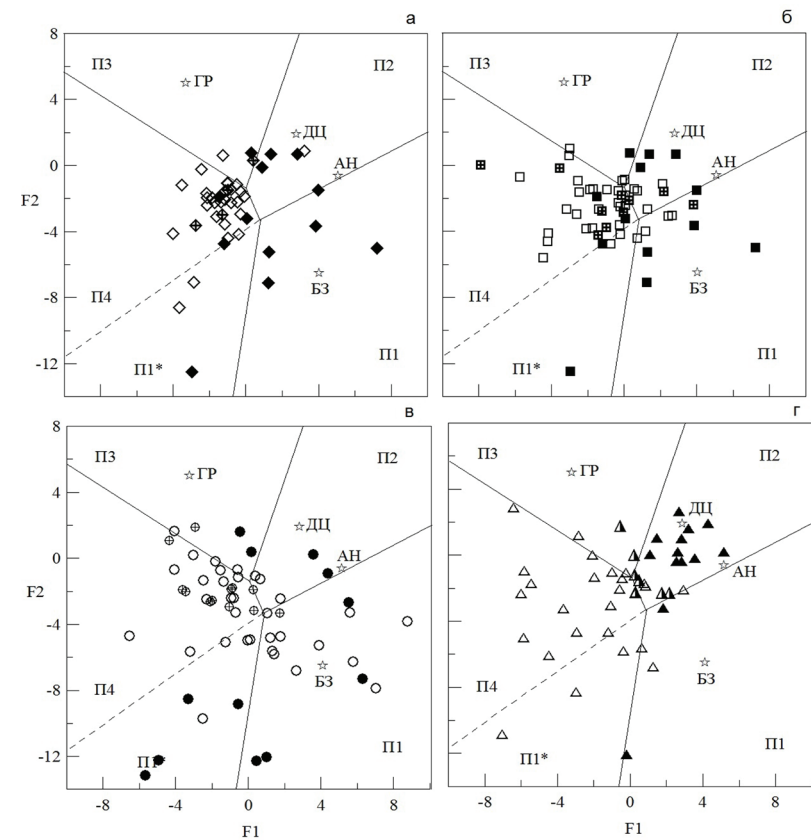 а
8
4
0
-4
-8
-12
F2
П3
ГР
П2
ДЦ
АН
БЗ
П4
П1*
П1
б
П3
ГР
П2
ДЦ
АН
БЗ
П4
П1*
П1
в
8
4
0
-4
-8
-12
F2
П3
ГР
П2
ДЦ
АН
БЗ
П4
П1*
П1
-8 -4 0 4 8
F1
г
П3
ГР
П2
ДЦ
АН
БЗ
П4
П1*
П1
-8 -4 0 4 8
F1